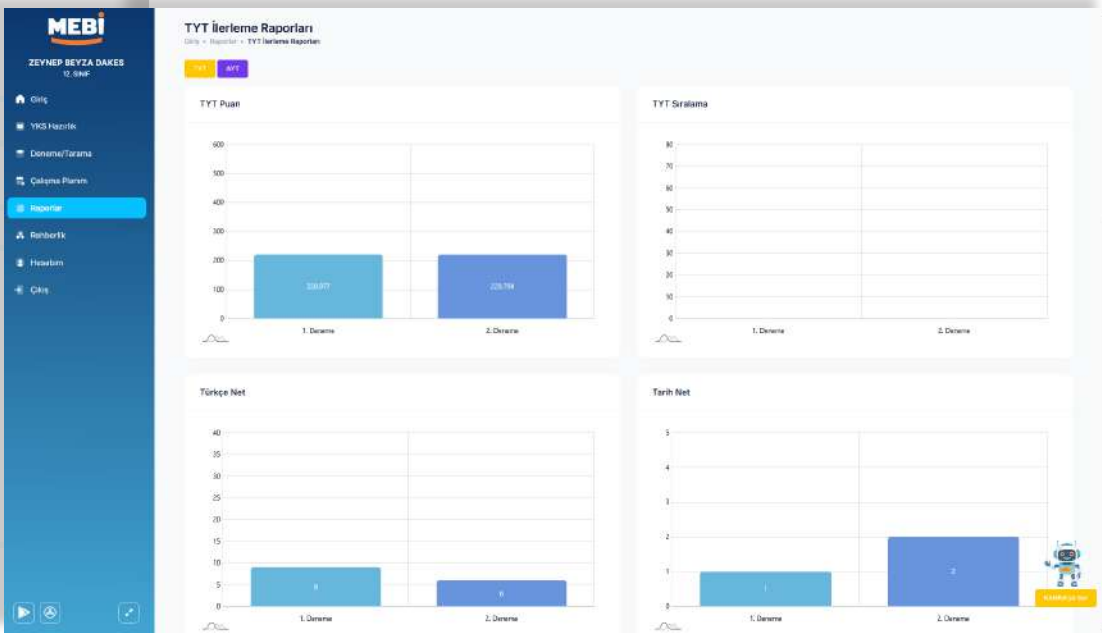 MEBİ
ZEYNEP BEYZA DAKES
12. SINIF
Giriş
YKS Hazırlık
Deneme/Tarama
Çalışma Planım
Raporlar
Rehberlik
Hesabım
Çıkış
TYT İlerleme Raporları
Giriş • Raporlar • TYT İlerleme Raporları
TYT
AYT
TYT Puan
600
500
400
300
200
100
0
1. Deneme
2. Deneme
TYT Sıralama
80
70
60
50
40
30
20
10
0
1. Deneme
2. Deneme
Türkçe Net
40
35
30
25
20
15
10
5
0
1. Deneme
2. Deneme
Tarih Net
5
4
3
2
1
0
1
2
1. Deneme
2. Deneme